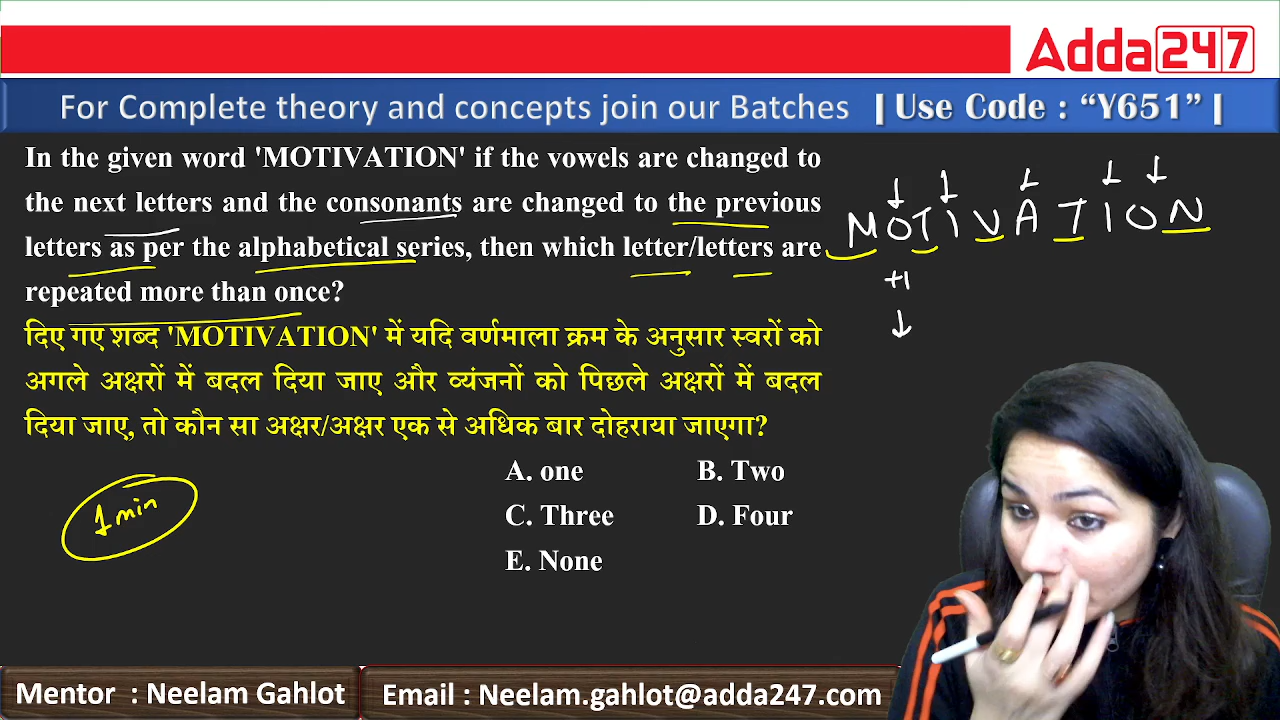 Adda247
For Complete theory and concepts join our Batches | Use Code : “Y651” |
In the given word 'MOTIVATION' if the vowels are changed to
the next letters and the consonants are changed to the previous
letters as per the alphabetical series, then which letter/letters are
repeated more than once?
दिए गए शब्द 'MOTIVATION' में यदि वर्णमाला क्रम के अनुसार स्वरों को
अगले अक्षरों में बदल दिया जाए और व्यंजनों को पिछले अक्षरों में बदल
दिया जाए, तो कौन सा अक्षर/अक्षर एक से अधिक बार दोहराया जाएगा?
A. one B. Two
C. Three D. Four
E. None
1 min
MOTIVATION
+1
Mentor : Neelam Gahlot
Email : Neelam.gahlot@adda247.com